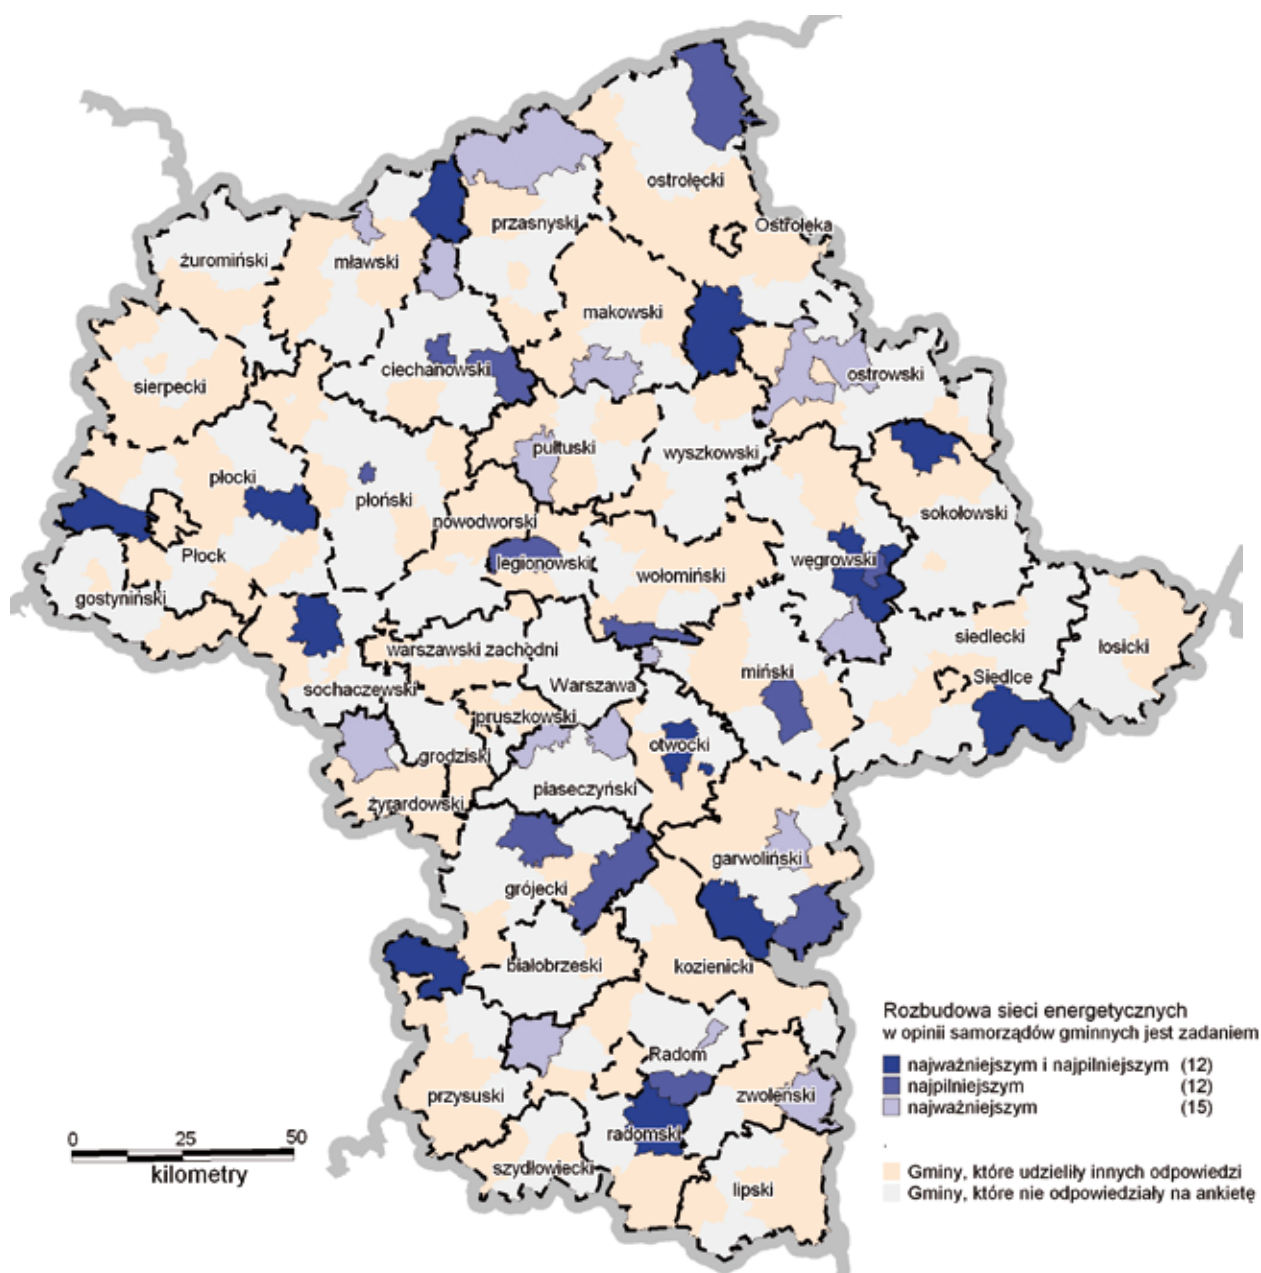 ostrołęcki
Ostrołęka
przasnyski
żuromiński
mławski
makowski
ciechanowski
ostrowski
sierpecki
pułtuski
wyszkowski
płocki
płoński
sokołowski
nowodworski
Płock
legionowski
wołomiński
węgrowski
gostyniński
siedlecki
łosicki
warszawski zachodni
miński
Siedlce
sochaczewski
Warszawa
pruszkowski
otwocki
grodziski
piaseczyński
żyrardowski
garwoliński
grójecki
białobrzeski
kozienicki
Radom
przysuski
zwoleński
radomski
szydłowiecki
lipski
Rozbudowa sieci energetycznych
w opinii samorządów gminnych jest zadaniem
najważniejszym i najpilniejszym (12)
najpilniejszym (12)
najważniejszym (15)
Gminy, które udzieliły innych odpowiedzi
Gminy, które nie odpowiedziały na ankietę
0 25 50
kilometry